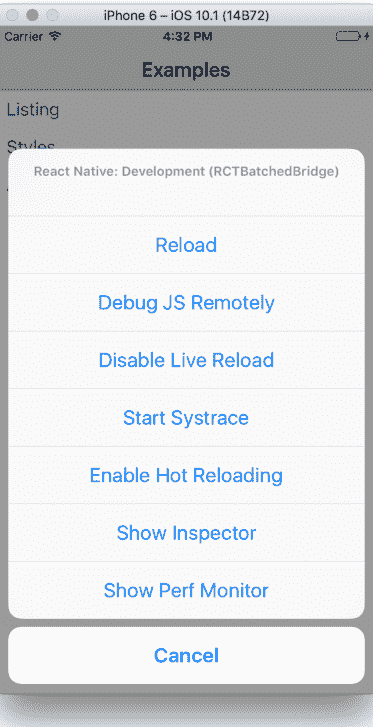 iPhone 6 – iOS 10.1 (14B72)
Carrier 4:32 PM
Examples
Listing
Styles
React Native: Development (RCTBatchedBridge)
Reload
Debug JS Remotely
Disable Live Reload
Start Systrace
Enable Hot Reloading
Show Inspector
Show Perf Monitor
Cancel